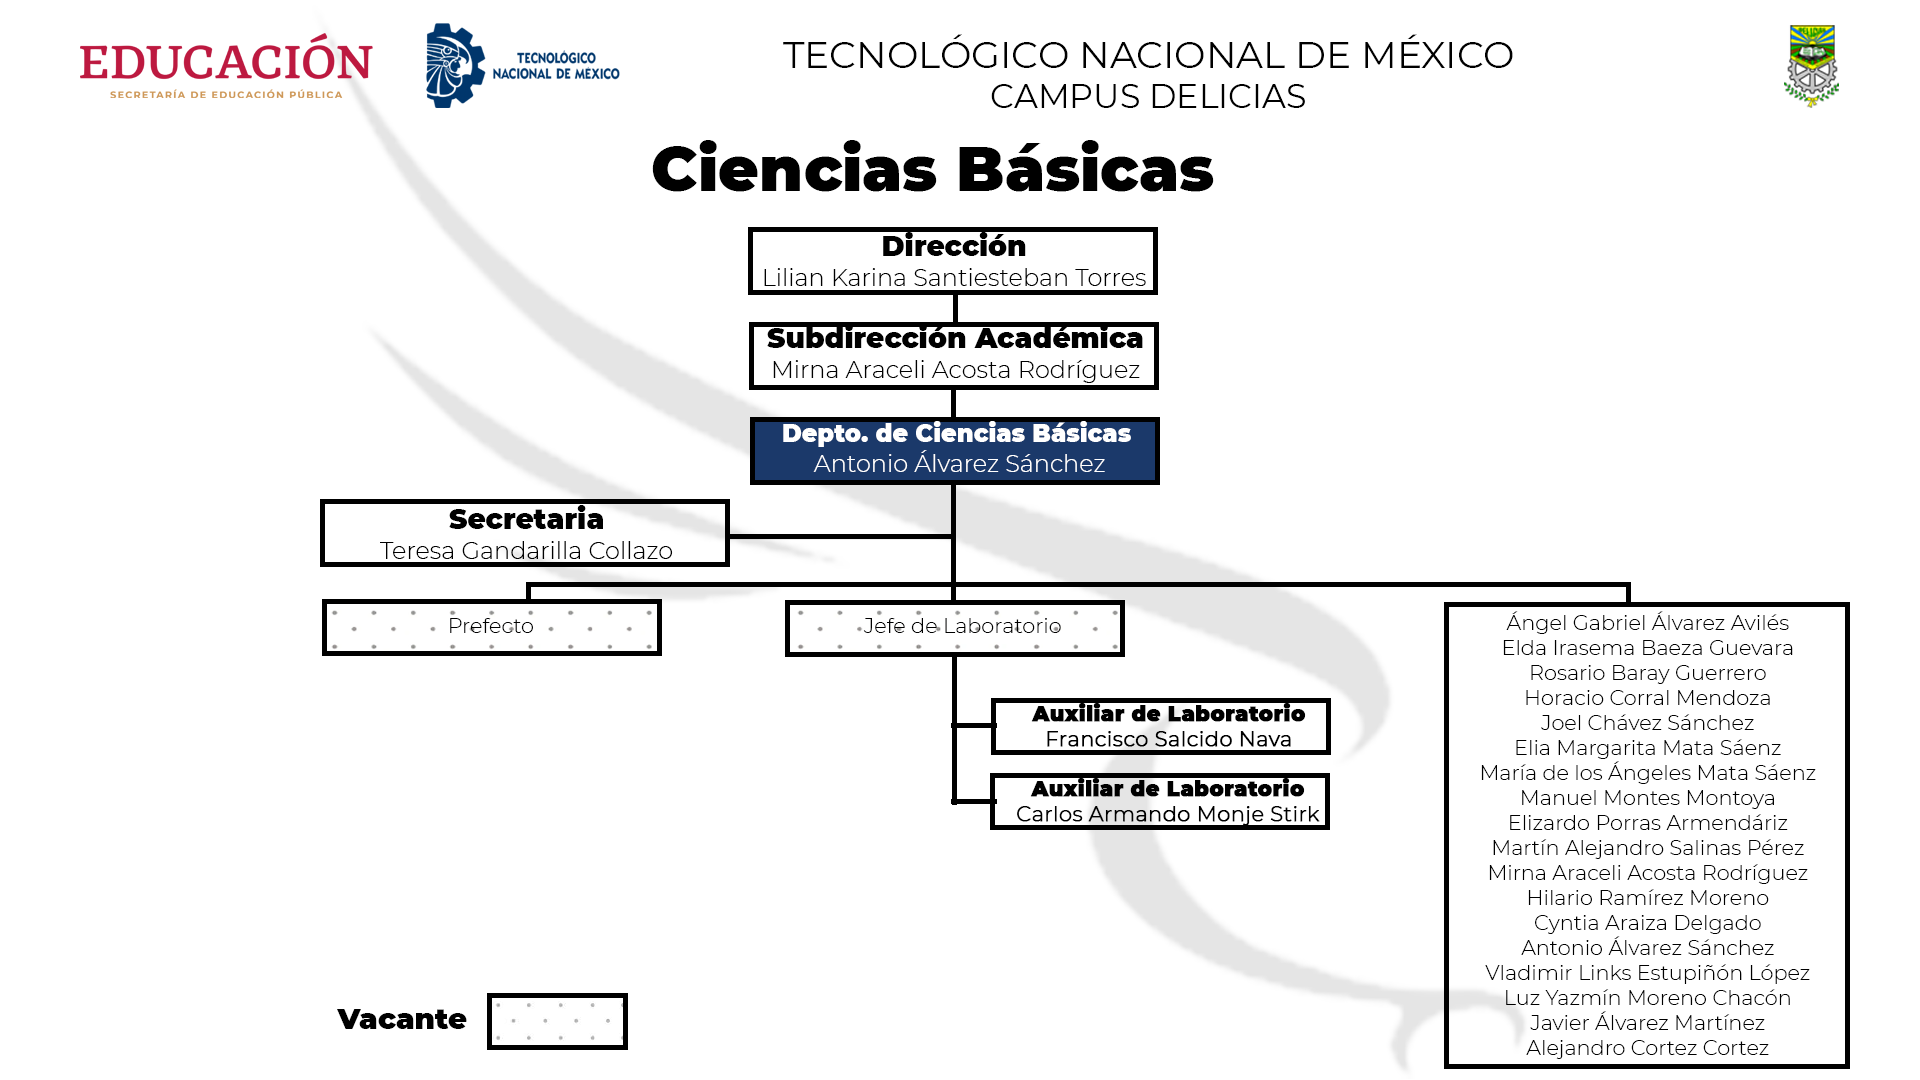 EDUCACIÓN
SECRETARÍA DE EDUCACIÓN PÚBLICA
TECNOLÓGICO
NACIONAL DE MÉXICO
TECNOLÓGICO NACIONAL DE MÉXICO
CAMPUS DELICIAS
Ciencias Básicas
Dirección
Lilian Karina Santiesteban Torres
Subdirección Académica
Mirna Araceli Acosta Rodríguez
Depto. de Ciencias Básicas
Antonio Álvarez Sánchez
Secretaria
Teresa Gandarilla Collazo
Prefecto
Jefe de Laboratorio
Auxiliar de Laboratorio
Francisco Salcido Nava
Auxiliar de Laboratorio
Carlos Armando Monje Stirk
Ángel Gabriel Álvarez Avilés
Elda Irasema Baeza Guevara
Rosario Baray Guerrero
Horacio Corral Mendoza
Joel Chávez Sánchez
Elia Margarita Mata Sáenz
María de los Ángeles Mata Sáenz
Manuel Montes Montoya
Elizardo Porras Armendáriz
Martín Alejandro Salinas Pérez
Mirna Araceli Acosta Rodríguez
Hilario Ramírez Moreno
Cyntia Araiza Delgado
Antonio Álvarez Sánchez
Vladimir Links Estupiñón López
Luz Yazmín Moreno Chacón
Javier Álvarez Martínez
Alejandro Cortez Cortez
Vacante